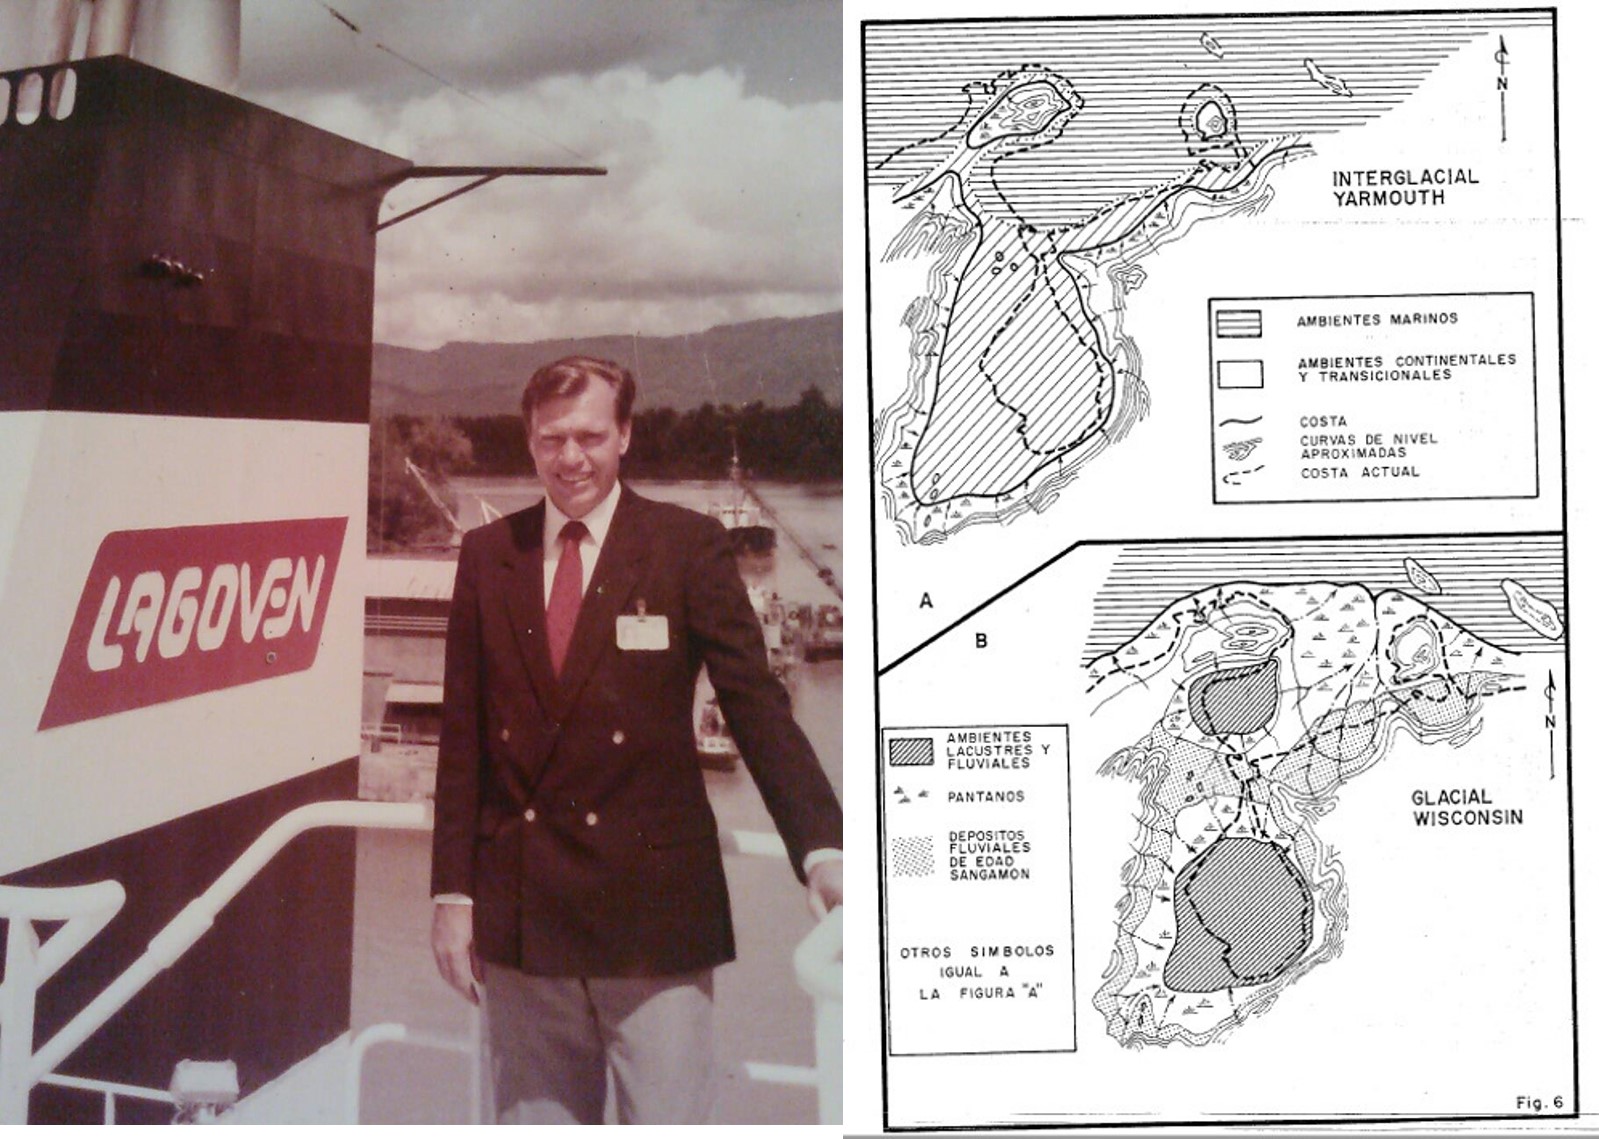 LAGOVEN
N
INTERGLACIAL
YARMOUTH
AMBIENTES MARINOS
AMBIENTES CONTINENTALES
Y TRANSICIONALES
COSTA
CURVAS DE NIVEL
APROXIMADAS
COSTA ACTUAL
A
B
N
AMBIENTES
LACUSTRES Y
FLUVIALES
PANTANOS
DEPOSITOS
FLUVIALES
DE EDAD
SANGAMON
GLACIAL
WISCONSIN
OTROS SIMBOLOS
IGUAL A
LA FIGURA "A"
Fig. 6